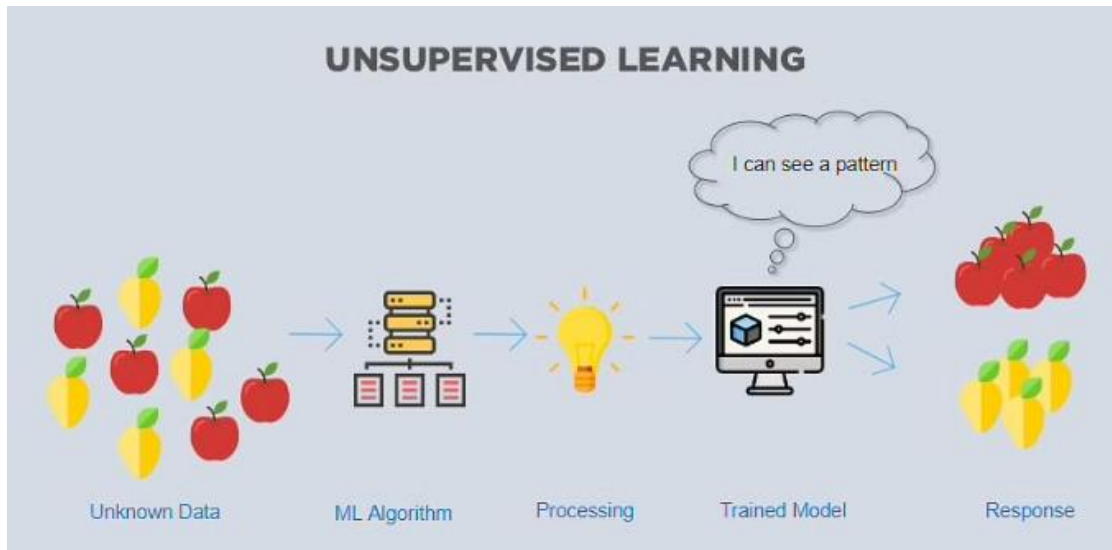 UNSUPERVISED LEARNING
I can see a pattern
Unknown Data
ML Algorithm
Processing
Trained Model
Response